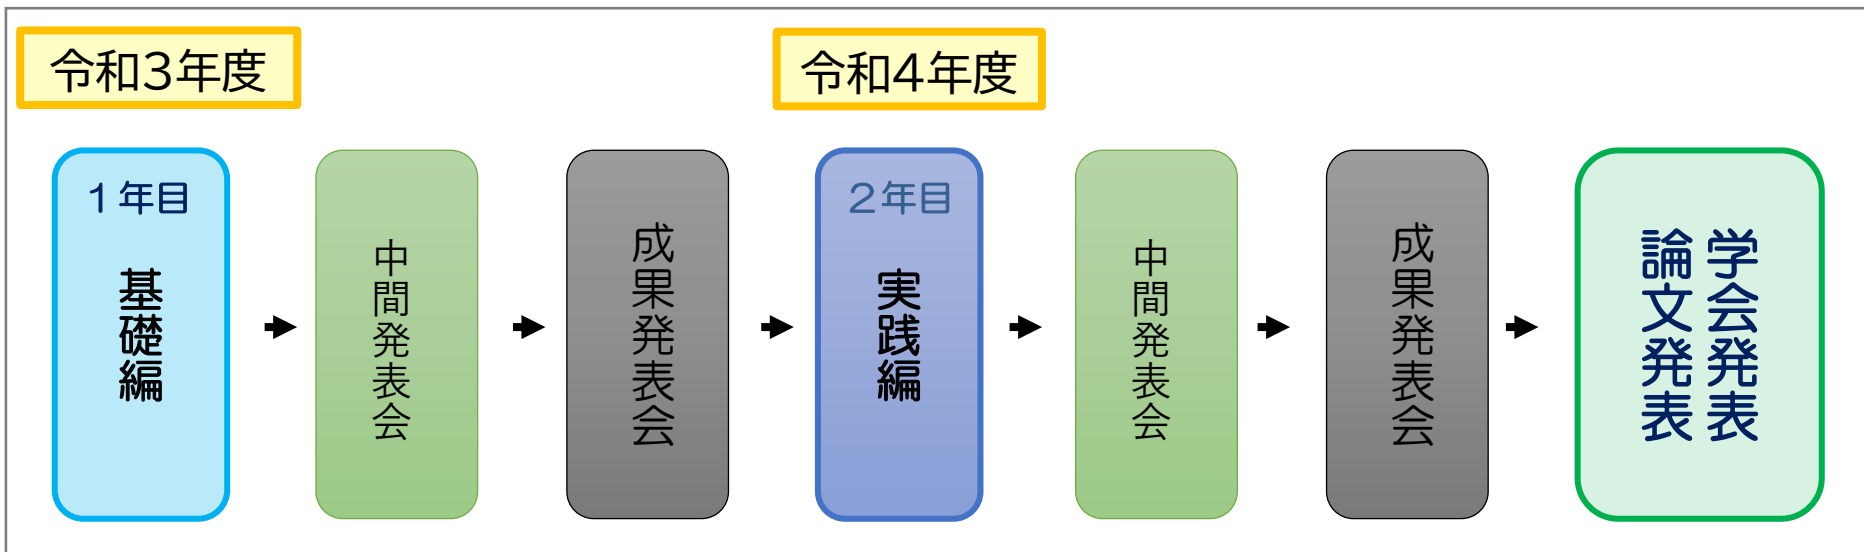 令和3年度
令和4年度
１年目
基礎編
中間発表会
成果発表会
２年目
実践編
中間発表会
成果発表会
学会発表
論文発表